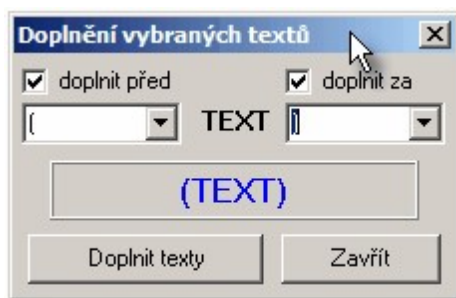 Doplnění vybraných textů
doplnit před doplnit za
( TEXT )
(TEXT)
Doplnit texty Zavřít